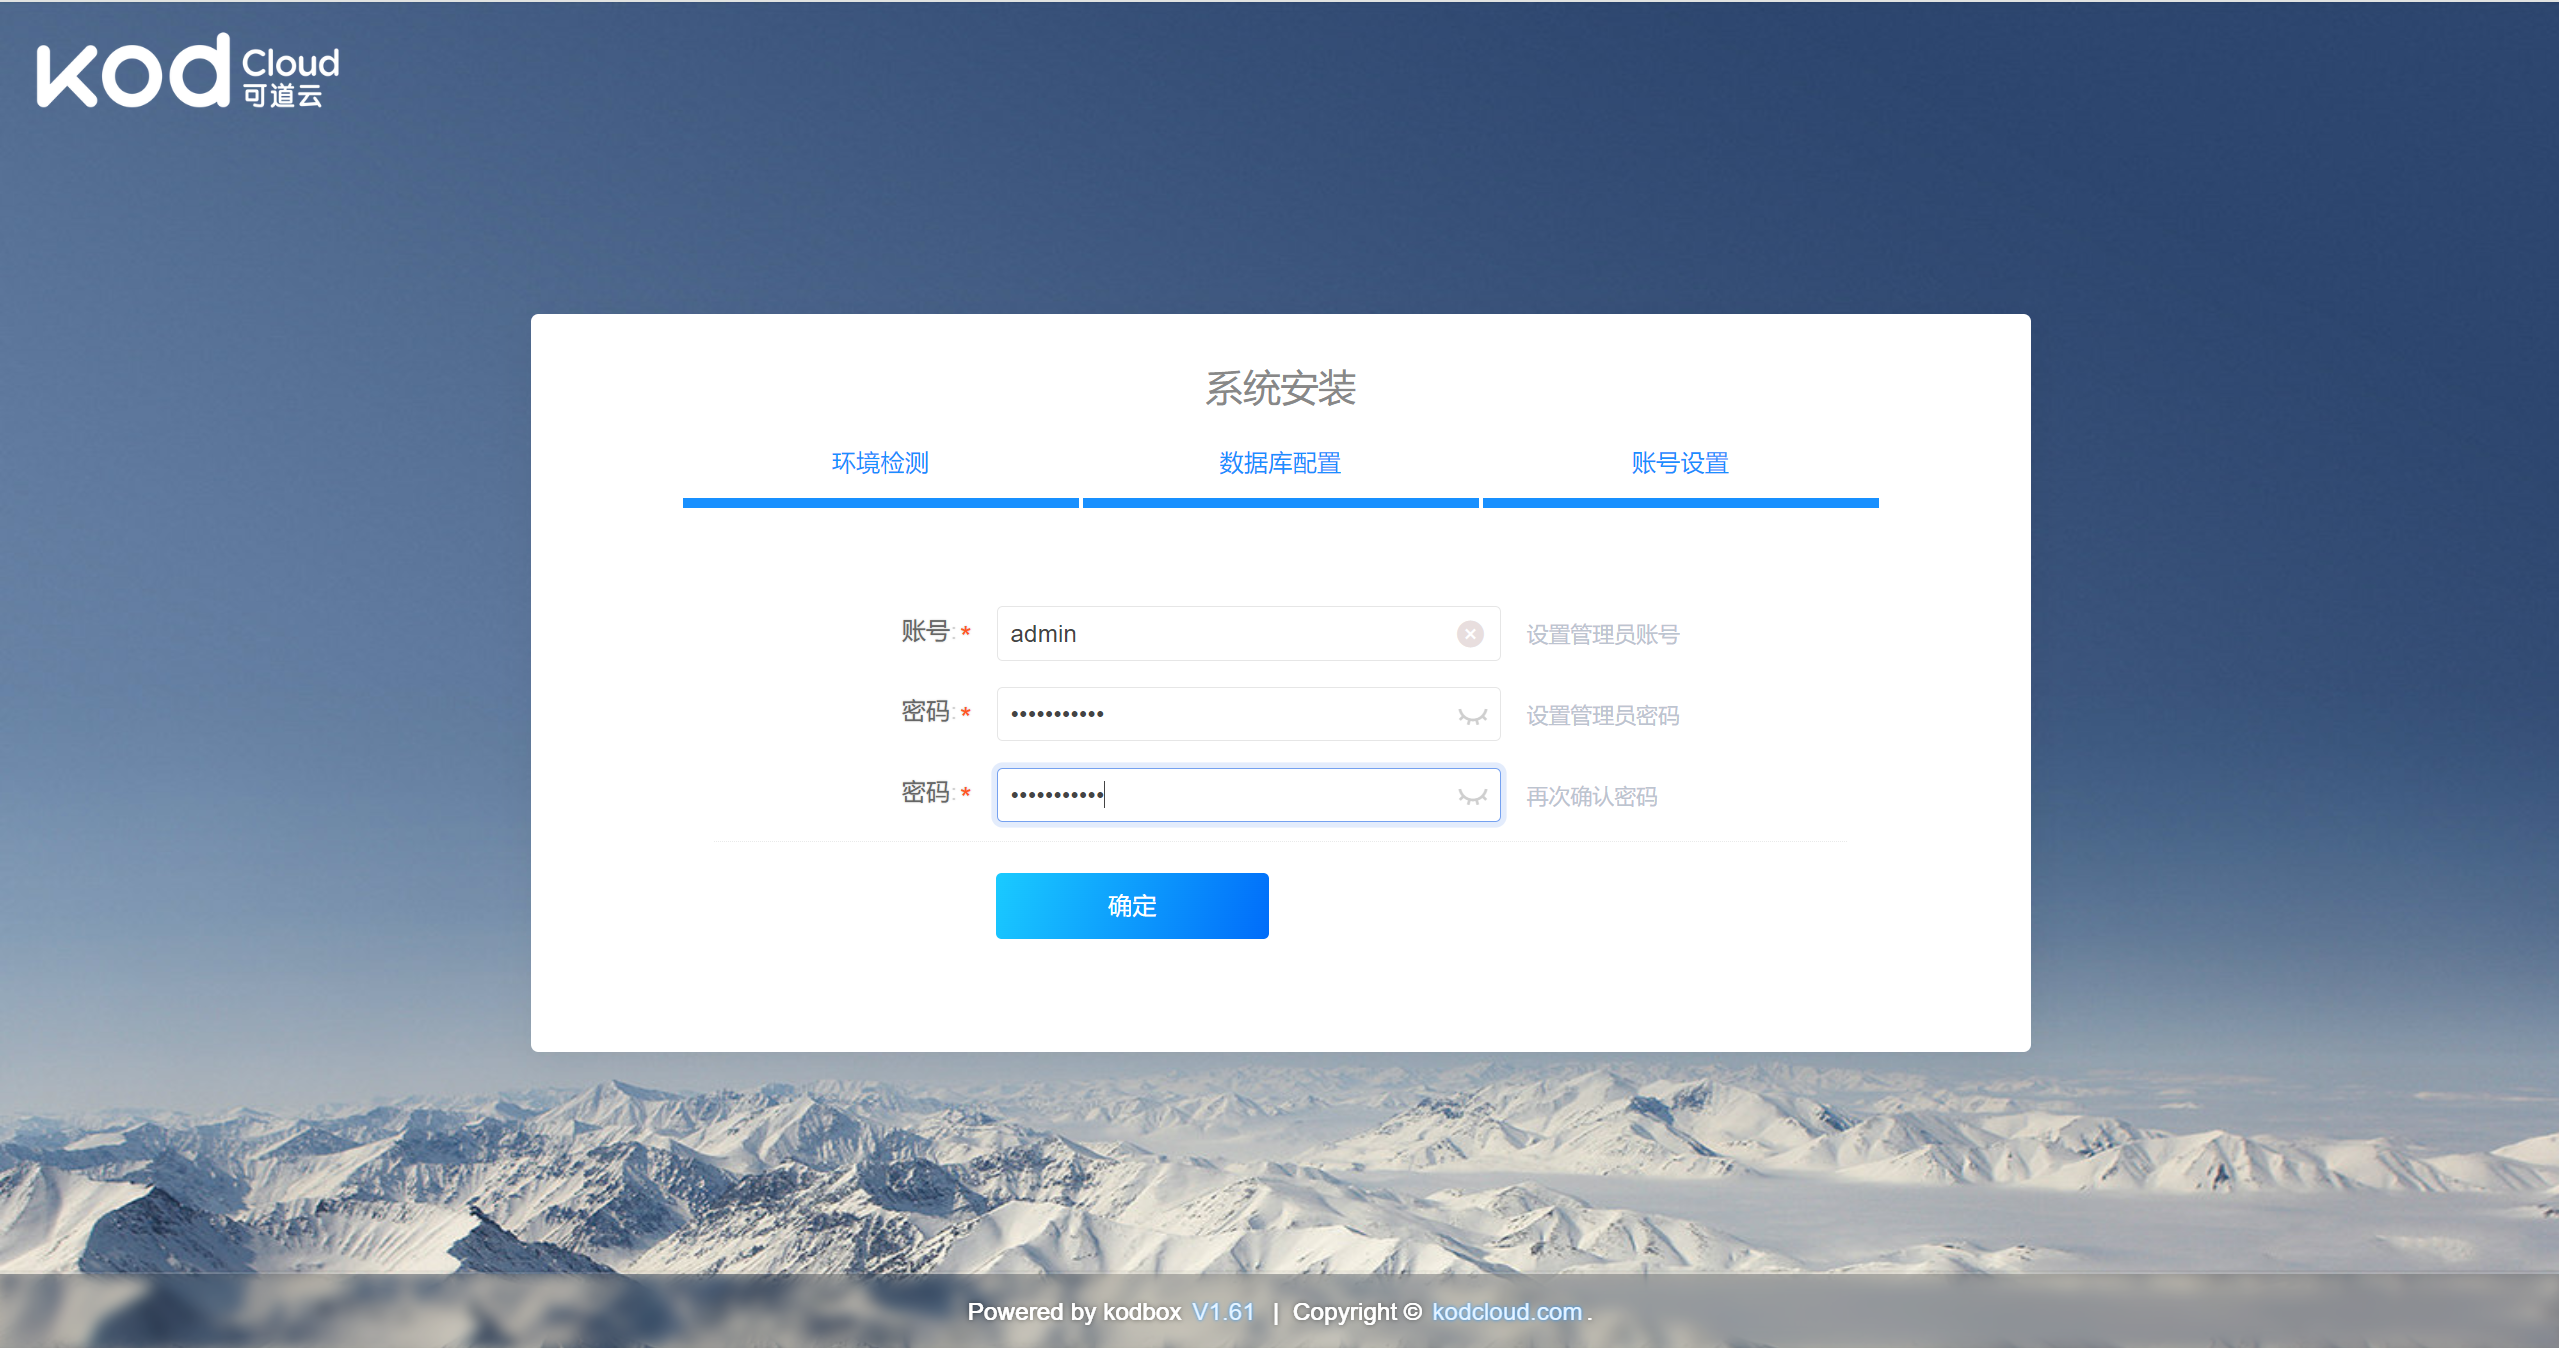 kod Cloud
可道云
系统安装
环境检测 数据库配置 账号设置
账号: * admin 设置管理员账号
密码: * ••••••••••• 设置管理员密码
密码: * ••••••••••• 再次确认密码
确定
Powered by kodbox V1.61 | Copyright © kodcloud.com.